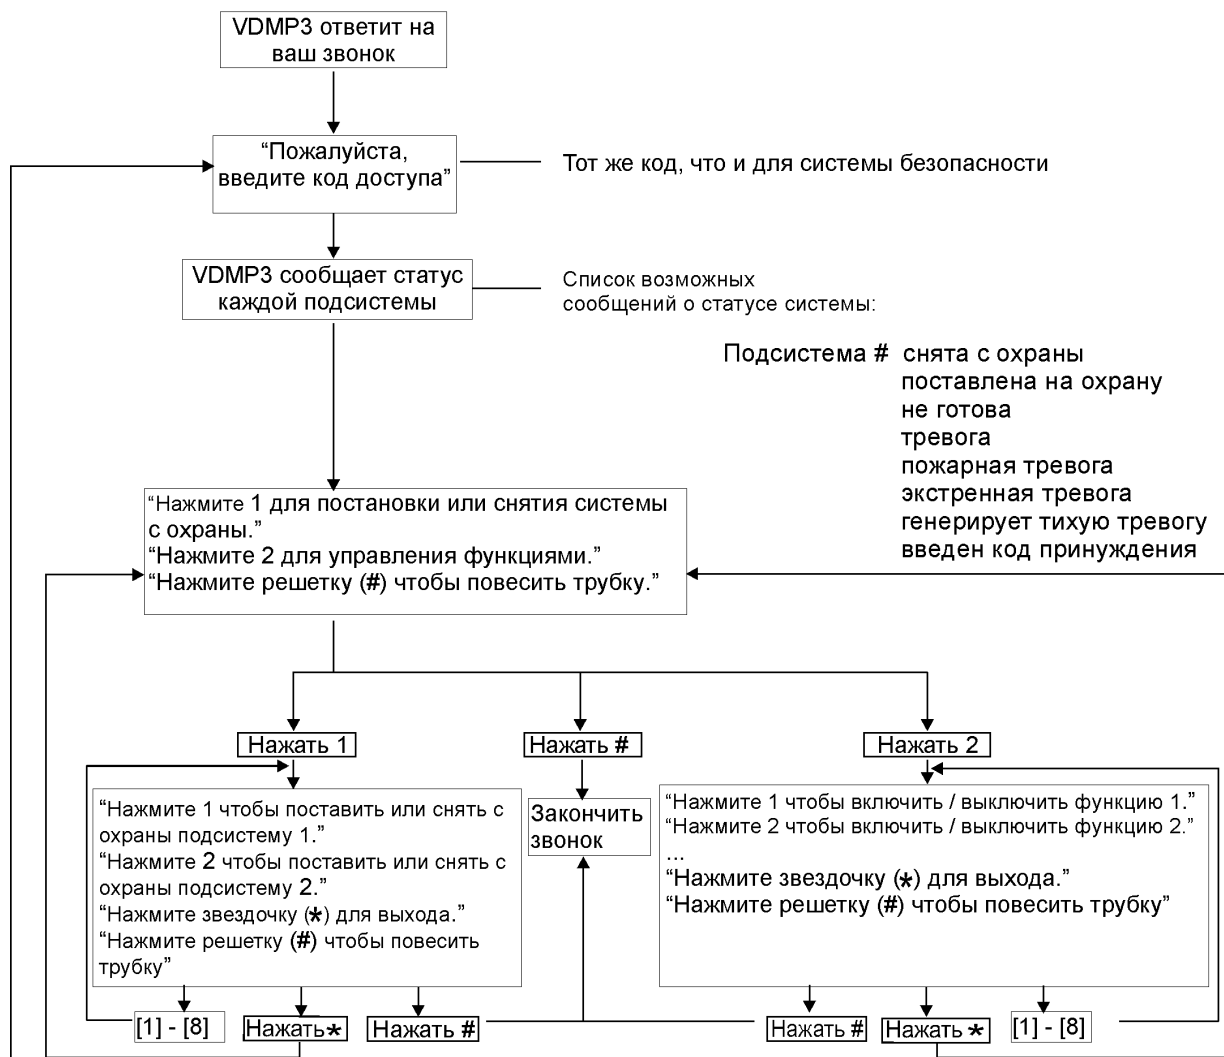 VDMP3 ответит на
ваш звонок
“Пожалуйста,
введите код доступа”
Тот же код, что и для системы безопасности
VDMP3 сообщает статус
каждой подсистемы
Список возможных
сообщений о статусе системы:
Подсистема # снята с охраны
поставлена на охрану
не готова
тревога
пожарная тревога
экстренная тревога
генерирует тихую тревогу
введен код принуждения
“Нажмите 1 для постановки или снятия системы
с охраны.”
“Нажмите 2 для управления функциями.”
“Нажмите решетку (#) чтобы повесить трубку.”
Нажать 1
Нажать #
Нажать 2
“Нажмите 1 чтобы поставить или снять с
охраны подсистему 1.”
“Нажмите 2 чтобы поставить или снять с
охраны подсистему 2.”
“Нажмите звездочку (*) для выхода.”
“Нажмите решетку (#) чтобы повесить
трубку”
Закончить
звонок
“Нажмите 1 чтобы включить / выключить функцию 1.”
“Нажмите 2 чтобы включить / выключить функцию 2.”
...
“Нажмите звездочку (*) для выхода.”
“Нажмите решетку (#) чтобы повесить трубку”
[1] - [8]
Нажать *
Нажать #
Нажать #
Нажать *
[1] - [8]